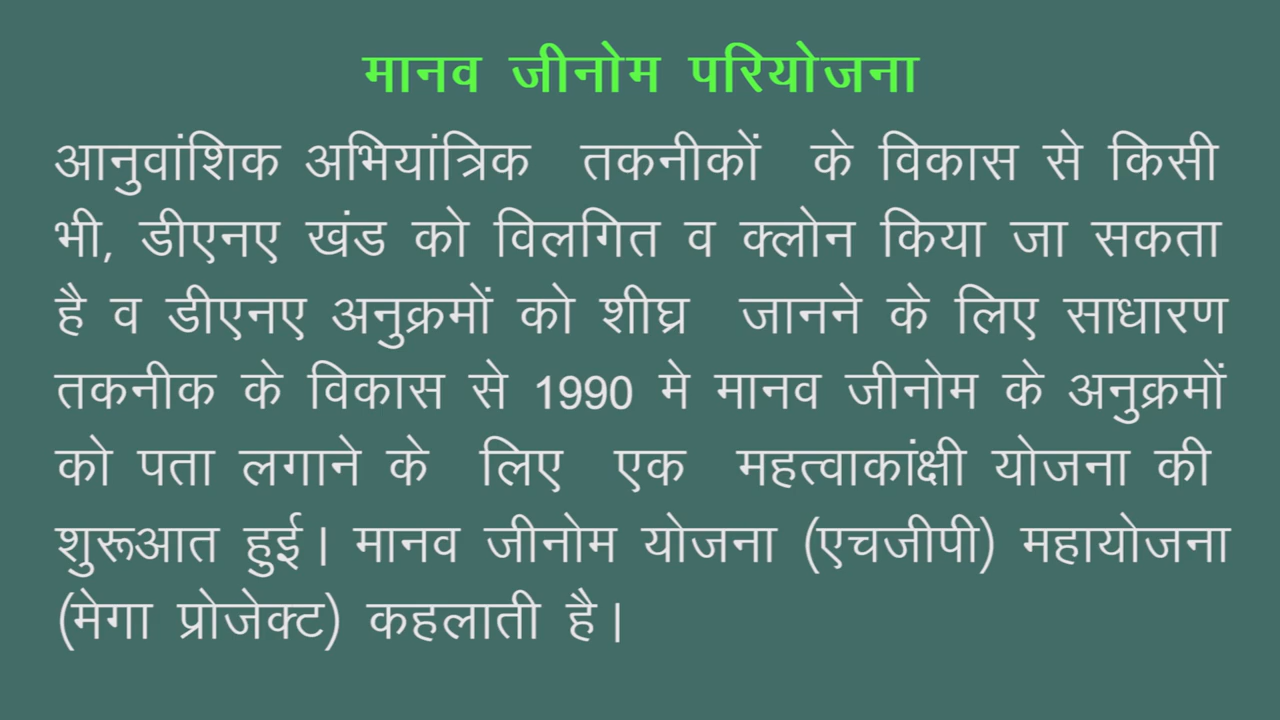 मानव जीनोम परियोजना
आनुवांशिक अभियांत्रिक तकनीकों के विकास से किसी
भी, डीएनए खंड को विलगित व क्लोन किया जा सकता
है व डीएनए अनुक्रमों को शीघ्र जानने के लिए साधारण
तकनीक के विकास से 1990 मे मानव जीनोम के अनुक्रमों
को पता लगाने के लिए एक महत्वाकांक्षी योजना की
शुरूआत हुई। मानव जीनोम योजना (एचजीपी) महायोजना
(मेगा प्रोजेक्ट) कहलाती है।